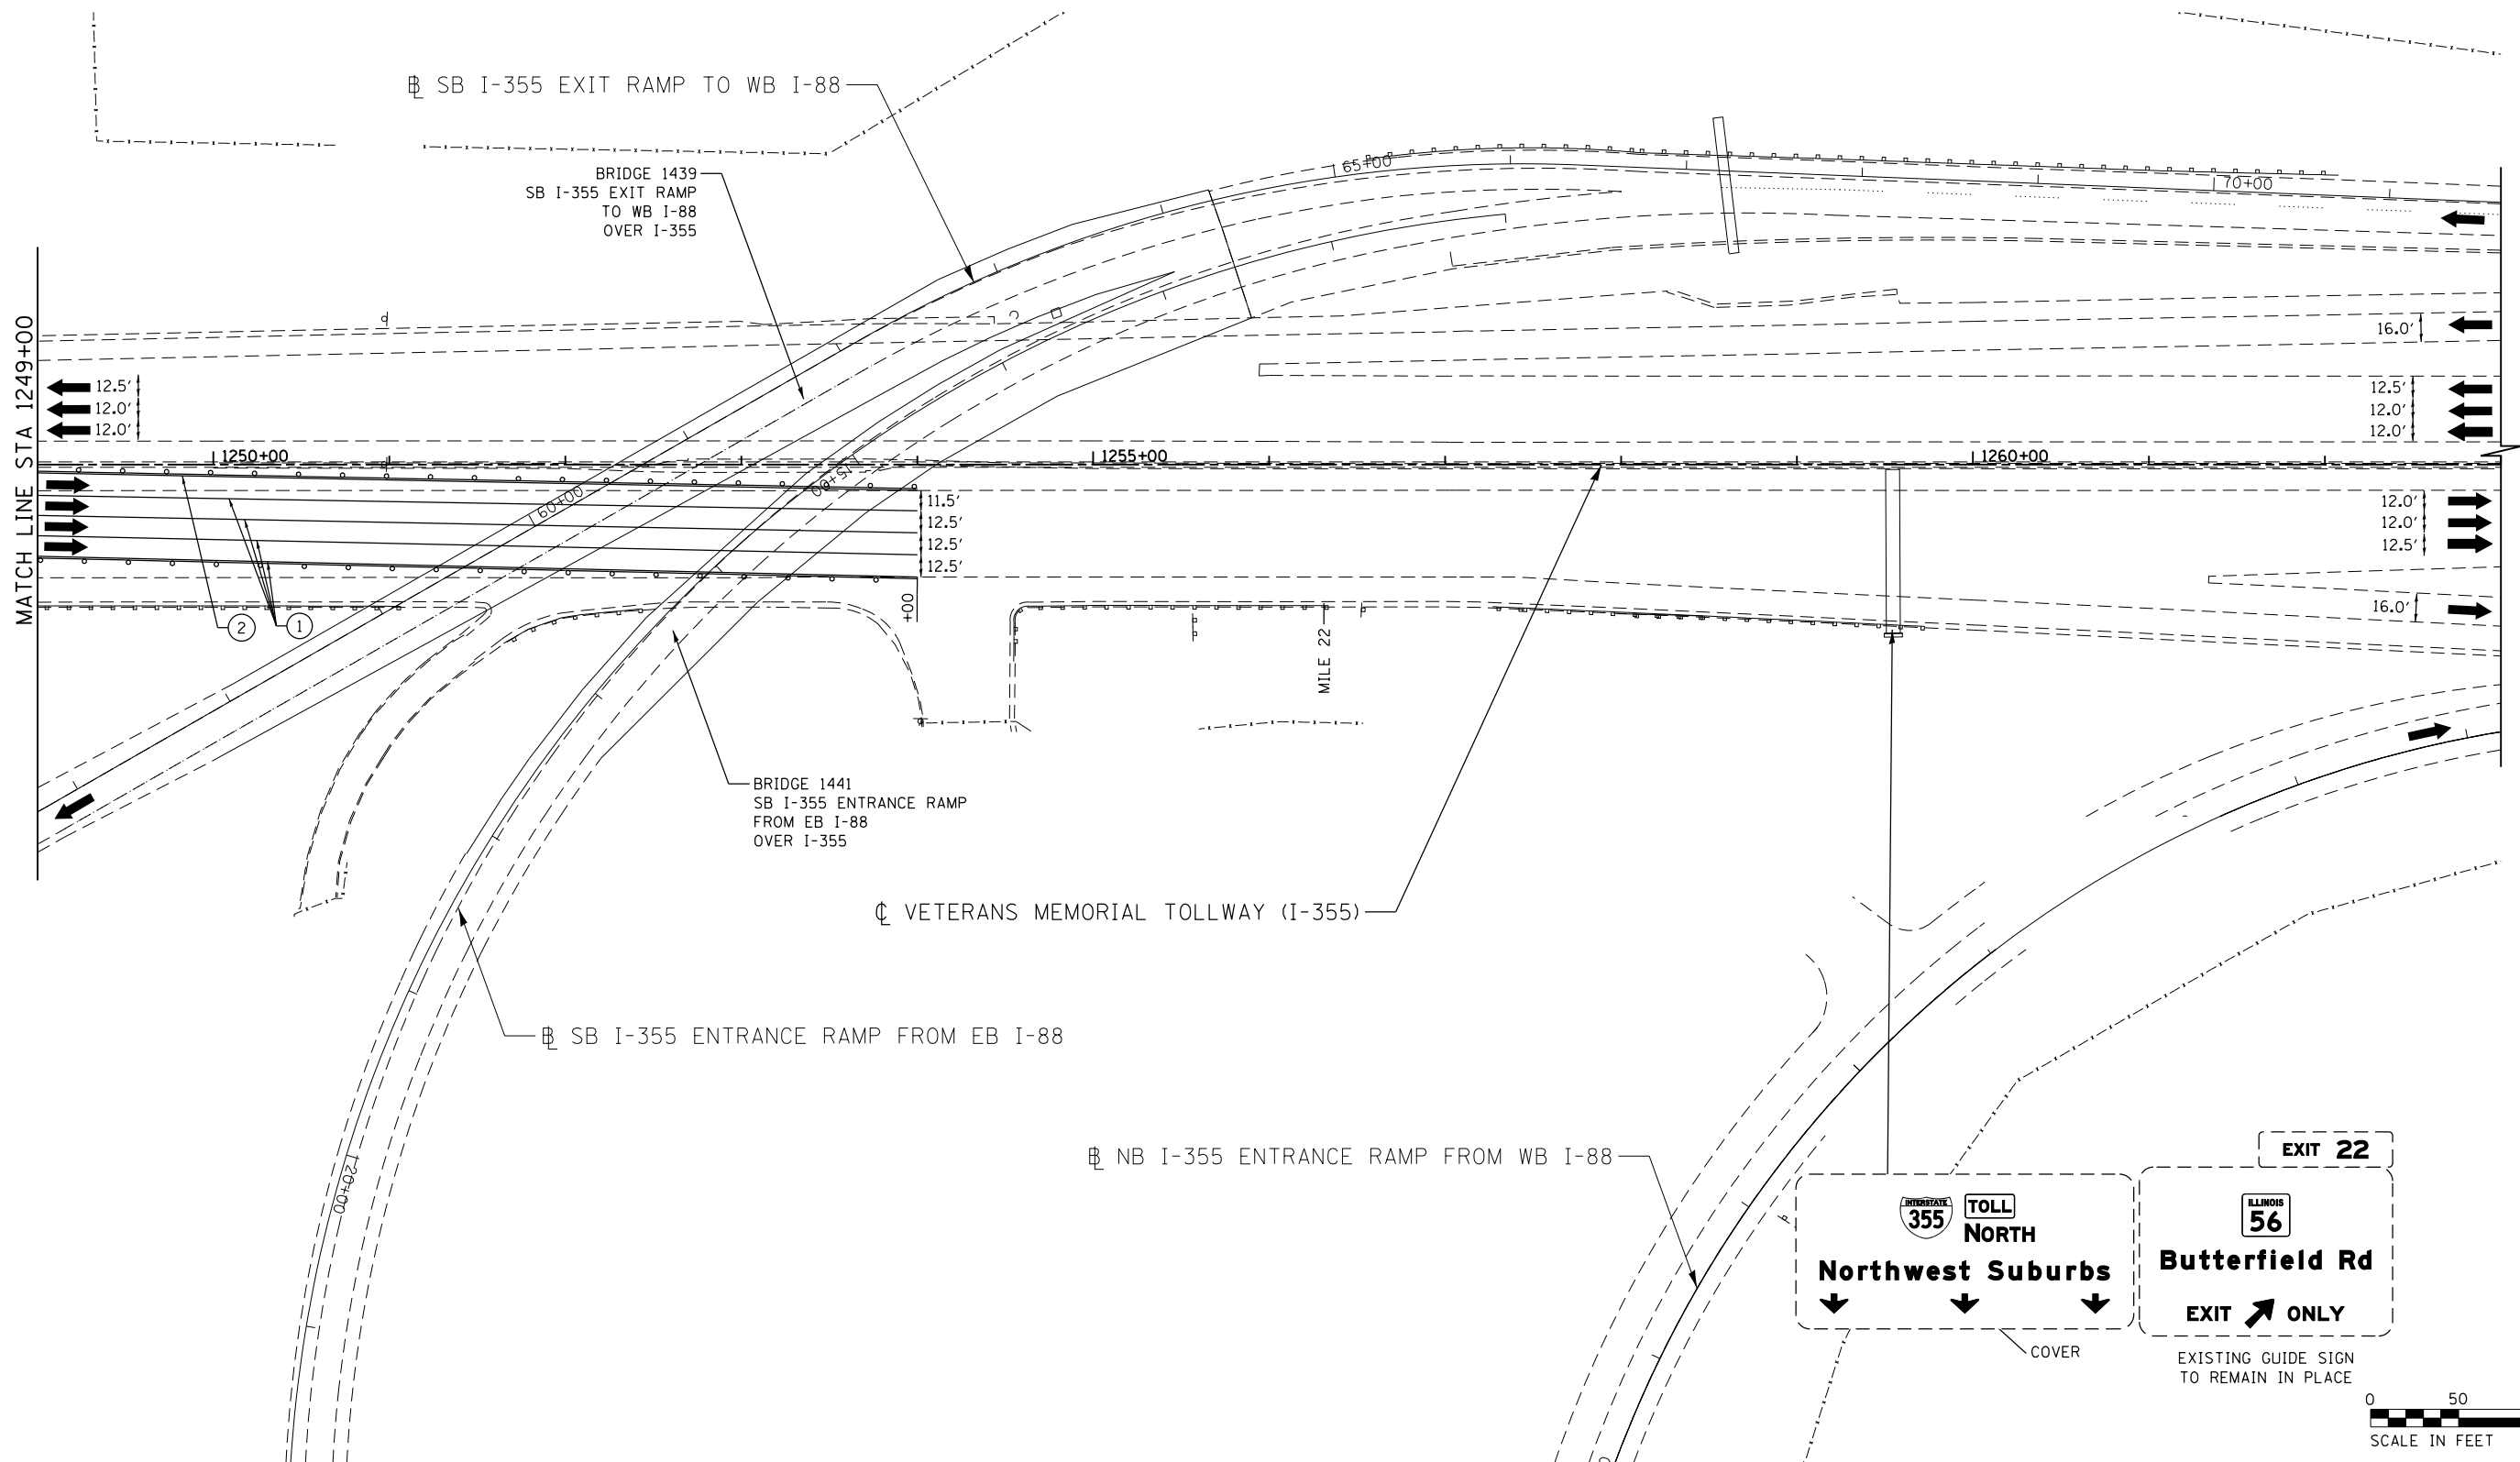 ℄ SB I-355 EXIT RAMP TO WB I-88
BRIDGE 1439
SB I-355 EXIT RAMP
TO WB I-88
OVER I-355
65+00
70+00
MATCH LINE STA 1249+00
16.0'
12.5'
12.0'
12.0'
12.5'
12.0'
12.0'
1250+00
1255+00
1260+00
60+00
15+00
11.5'
12.5'
12.5'
12.5'
12.0'
12.0'
12.5'
16.0'
+00
2
1
MILE 22
BRIDGE 1441
SB I-355 ENTRANCE RAMP
FROM EB I-88
OVER I-355
℄ VETERANS MEMORIAL TOLLWAY (I-355)
℄ SB I-355 ENTRANCE RAMP FROM EB I-88
20+00
℄ NB I-355 ENTRANCE RAMP FROM WB I-88
EXIT 22
INTERSTATE
355
TOLL
NORTH
Northwest Suburbs
ILLINOIS
56
Butterfield Rd
EXIT ONLY
COVER
EXISTING GUIDE SIGN
TO REMAIN IN PLACE
0 50
SCALE IN FEET